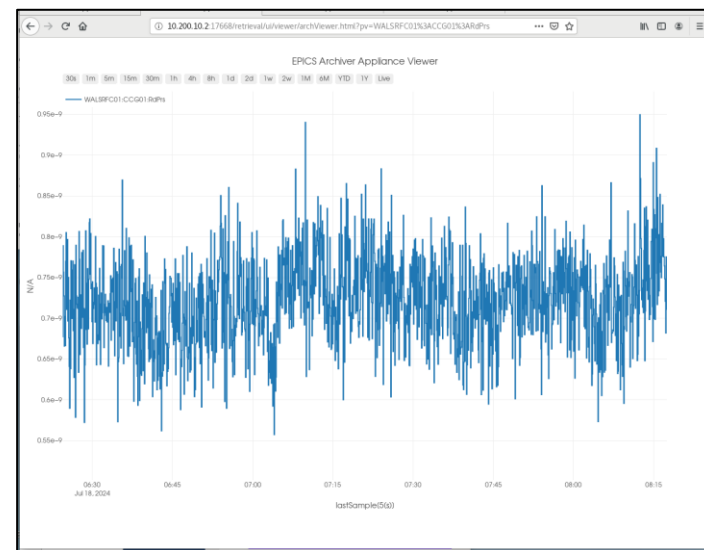 10.200.10.2:17668/retrieval/ui/viewer/archViewer.html?pv=WALSRFC01%3ACCG01%3ARdPrs
EPICS Archiver Appliance Viewer
30s 1m 5m 15m 30m 1h 4h 8h 1d 2d 1w 2w 1M 6M YTD 1Y Live
WALSRFC01:CCG01:RdPrs
0.95e-9
0.9e-9
0.85e-9
0.8e-9
0.75e-9
0.7e-9
0.65e-9
0.6e-9
0.55e-9
N/A
06:30 06:45 07:00 07:15 07:30 07:45 08:00 08:15
Jul 18, 2024
lastSample(5(s))